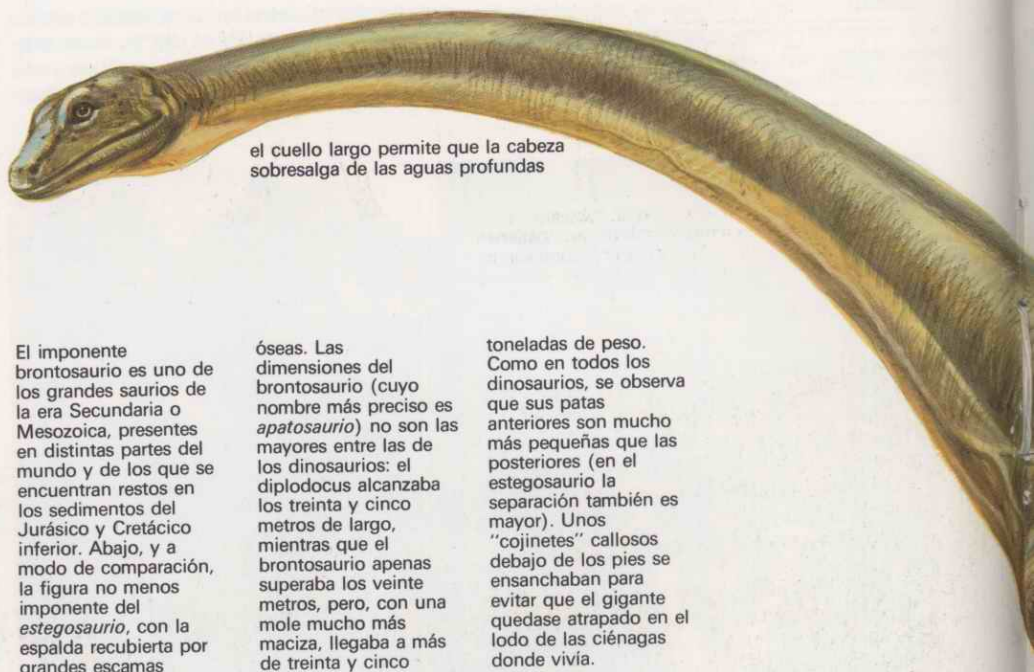 el cuello largo permite que la cabeza
sobresalga de las aguas profundas
El imponente
brontosaurio es uno de
los grandes saurios de
la era Secundaria o
Mesozoica, presentes
en distintas partes del
mundo y de los que se
encuentran restos en
los sedimentos del
Jurásico y Cretácico
inferior. Abajo, y a
modo de comparación,
la figura no menos
imponente del
estegosaurio, con la
espalda recubierta por
grandes escamas
óseas. Las
dimensiones del
brontosaurio (cuyo
nombre más preciso es
apatosaurio) no son las
mayores entre las de
los dinosaurios: el
diplodocus alcanzaba
los treinta y cinco
metros de largo,
mientras que el
brontosaurio apenas
superaba los veinte
metros, pero, con una
mole mucho más
maciza, llegaba a más
de treinta y cinco
toneladas de peso.
Como en todos los
dinosaurios, se observa
que sus patas
anteriores son mucho
más pequeñas que las
posteriores (en el
estegosaurio la
separación también es
mayor). Unos
"cojinetes" callosos
debajo de los pies se
ensanchaban para
evitar que el gigante
quedase atrapado en el
lodo de las ciénagas
donde vivía.